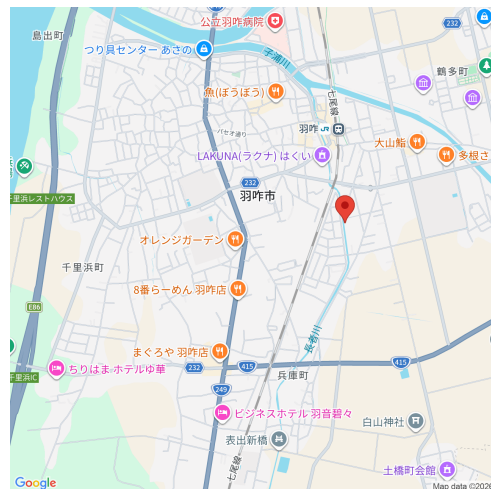 公立羽咋病院
232
島出町
つり具センター あさの
子浦川
鶴多町
魚(ぼうぼう)
七尾線
羽咋
JR
パセオ通り
大山鮨
LAKUNA(ラクナ) はくい
多根さ
232
千里浜レストハウス
羽咋市
オレンジガーデン
千里浜町
8番らーめん 羽咋店
E86
長者川
まぐろや 羽咋店
232
415
415
ちりはま ホテルゆ華
千里浜IC
兵庫町
249
ビジネスホテル 羽音碧々
白山神社
表出新橋
七尾線
土橋町会館
Google
Map data ©2026